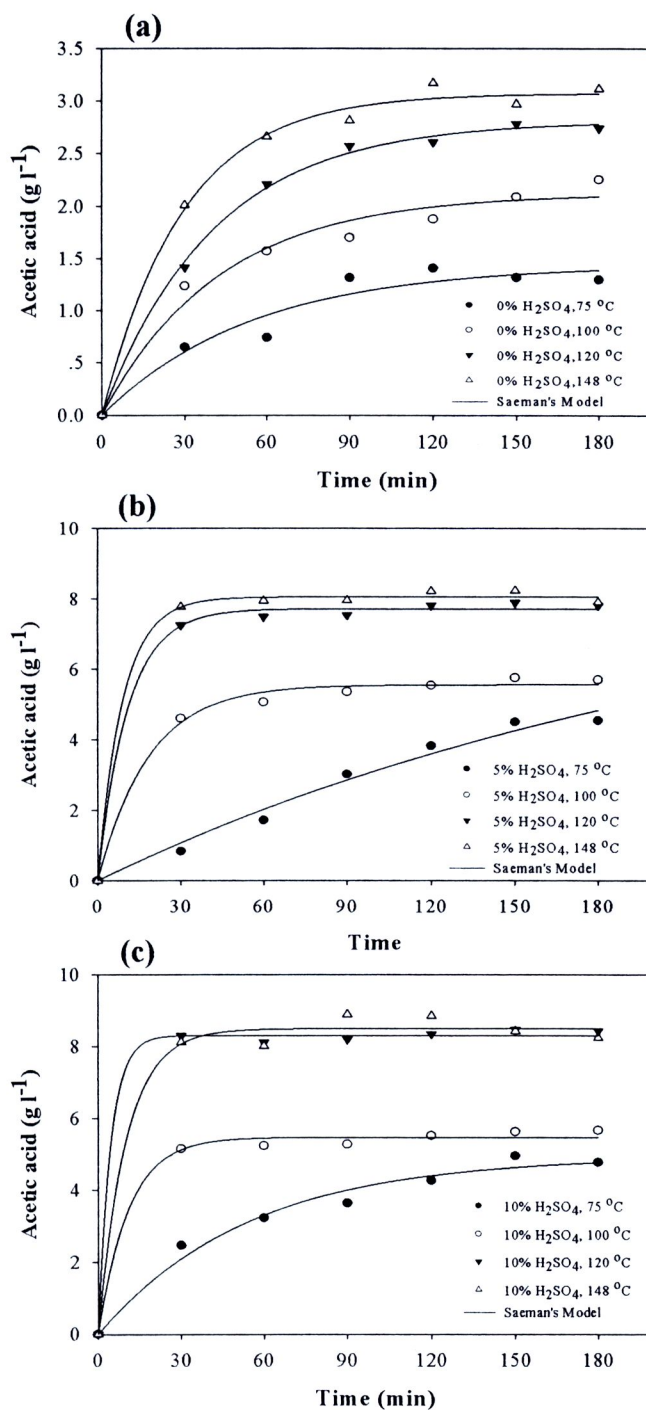 (a)
Acetic acid (g l-1)
3.5
3.0
2.5
2.0
1.5
1.0
.5
0.0
0 30 60 90 120 150 180
Time (min)
0% H2SO4,75 °C
0% H2SO4,100 °C
0% H2SO4,120 °C
0% H2SO4,148 °C
Saeman's Model
(b)
Acetic acid (g l-1)
10
8
6
4
2
0
0 30 60 90 120 150 180
Time
5% H2SO4, 75 °C
5% H2SO4, 100 °C
5% H2SO4, 120 °C
5% H2SO4, 148 °C
Saeman's Model
(c)
Acetic acid (g l-1)
10
8
6
4
2
0
0 30 60 90 120 150 180
Time (min)
10% H2SO4, 75 °C
10% H2SO4, 100 °C
10% H2SO4, 120 °C
10% H2SO4, 148 °C
Saeman's Model